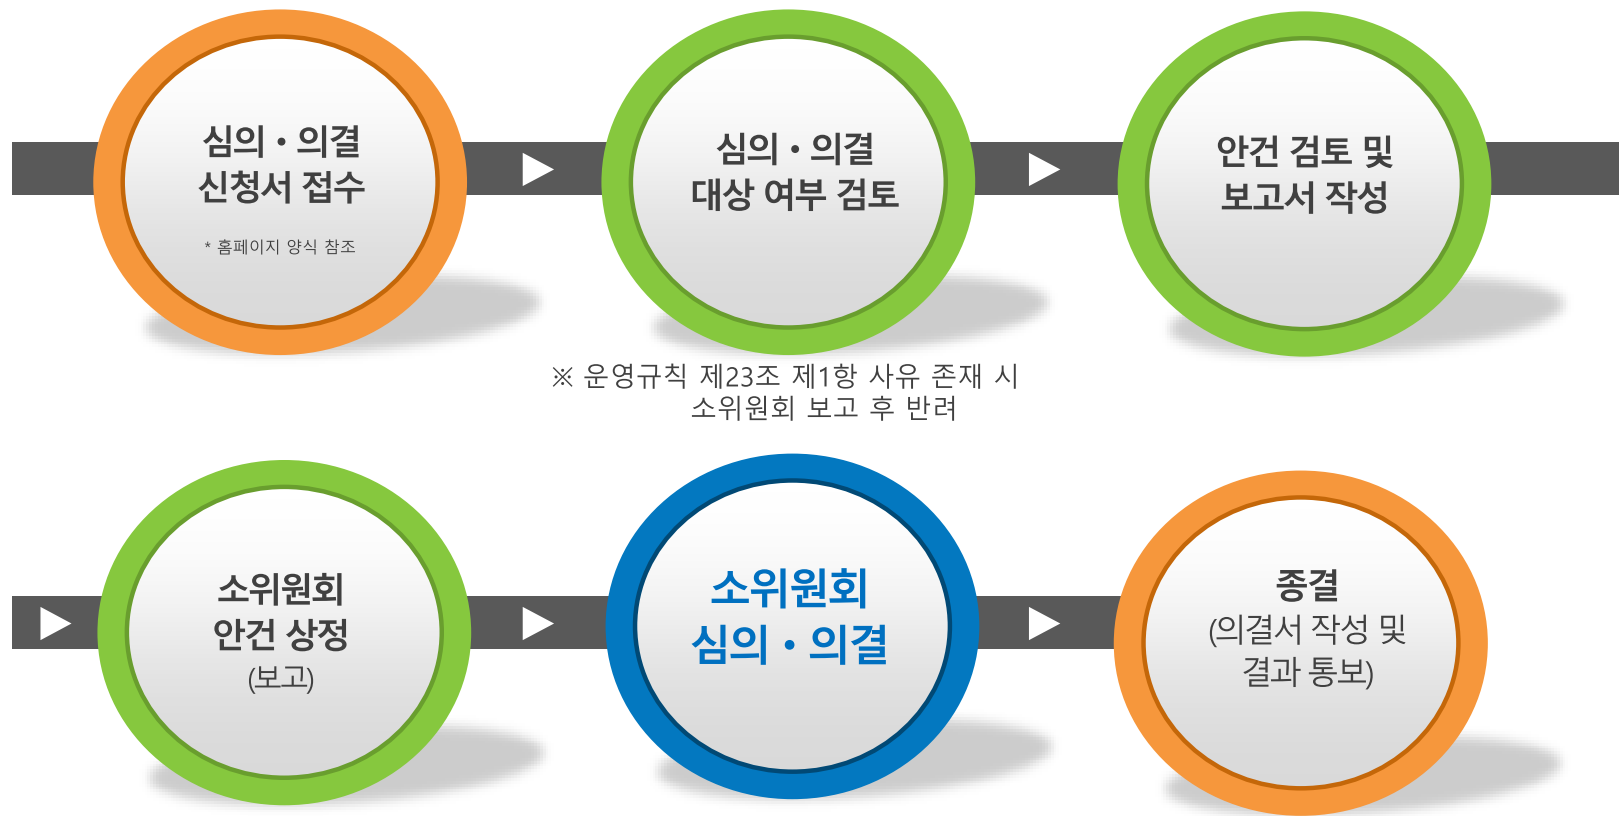 심의・의결
신청서 접수
* 홈페이지 양식 참조
심의・의결
대상 여부 검토
※ 운영규칙 제23조 제1항 사유 존재 시
소위원회 보고 후 반려
안건 검토 및
보고서 작성
소위원회
안건 상정
(보고)
소위원회
심의・의결
종결
(의결서 작성 및
결과 통보)